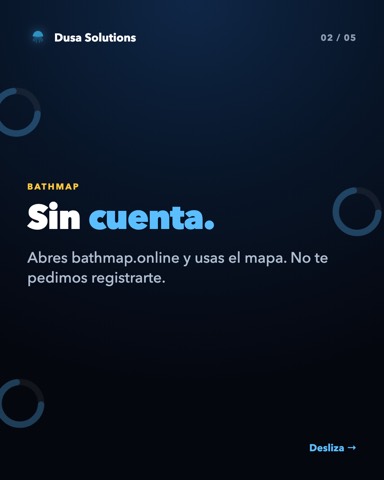 Dusa Solutions
02 / 05
BATHMAP
Sin cuenta.
Abres bathmap.online y usas el mapa. No te
pedimos registrarte.
Desliza →